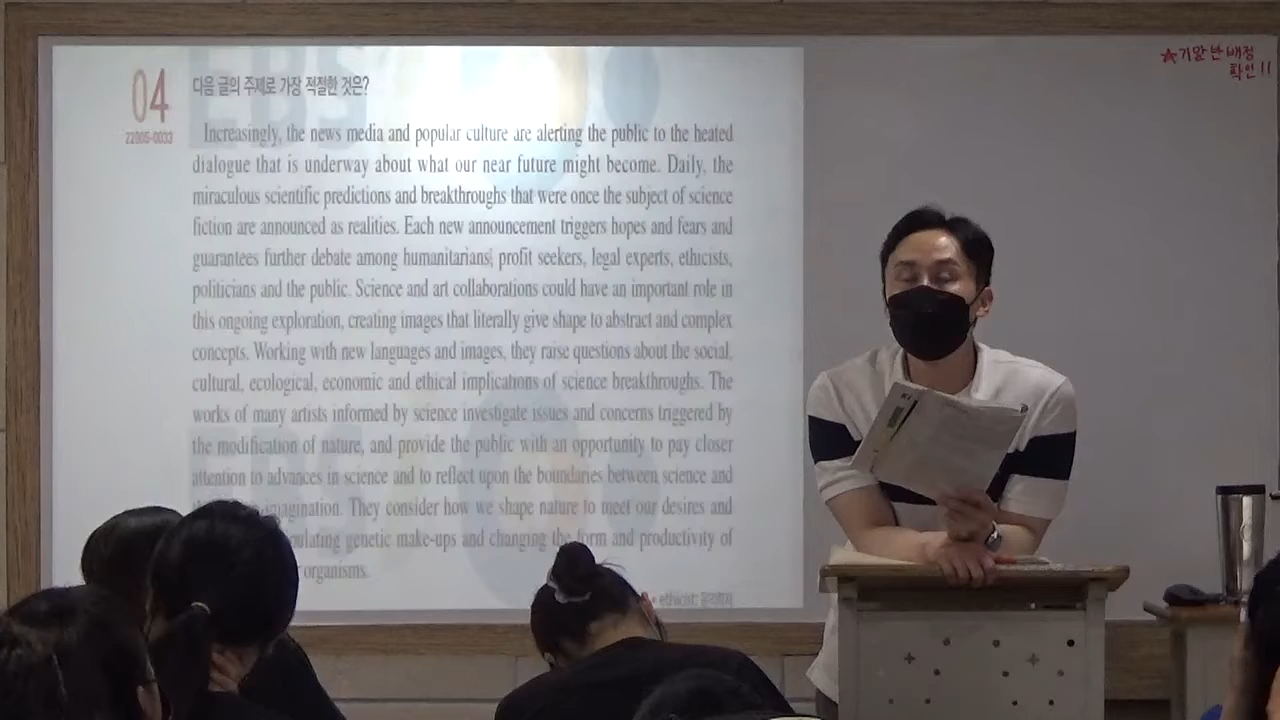 04
22005-0033
다음 글의 주제로 가장 적절한 것은?
Increasingly, the news media and popular culture are alerting the public to the heated
dialogue that is underway about what our near future might become. Daily, the
miraculous scientific predictions and breakthroughs that were once the subject of science
fiction are announced as realities. Each new announcement triggers hopes and fears and
guarantees further debate among humanitarians, profit seekers, legal experts, ethicists,
politicians and the public. Science and art collaborations could have an important role in
this ongoing exploration, creating images that literally give shape to abstract and complex
concepts. Working with new languages and images, they raise questions about the social,
cultural, ecological, economic and ethical implications of science breakthroughs. The
works of many artists informed by science investigate issues and concerns triggered by
the modification of nature, and provide the public with an opportunity to pay closer
attention to advances in science and to reflect upon the boundaries between science and
imagination. They consider how we shape nature to meet our desires and
genetic make-ups and changing the form and productivity of
organisms.
• ethicist: 윤리학자
★기말 반 배정
확인!!